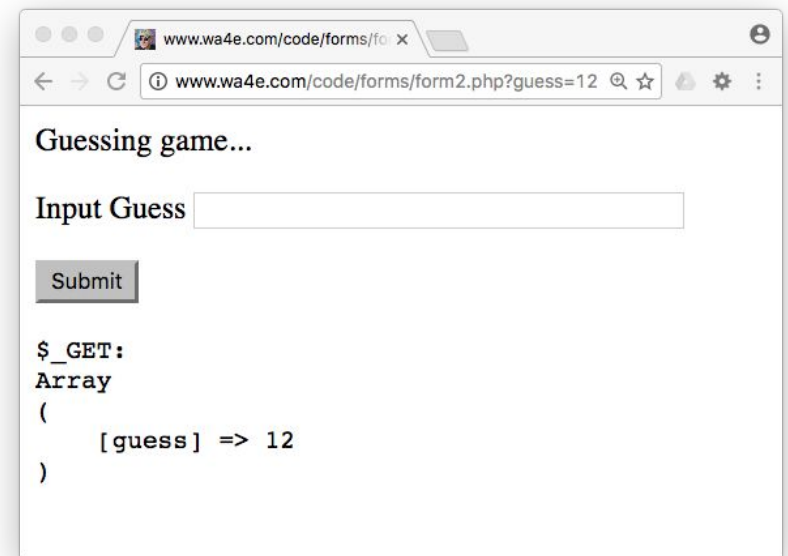 www.wa4e.com/code/forms/fo
www.wa4e.com/code/forms/form2.php?guess=12
Guessing game...
Input Guess
Submit
$_GET:
Array
(
    [guess] => 12
)